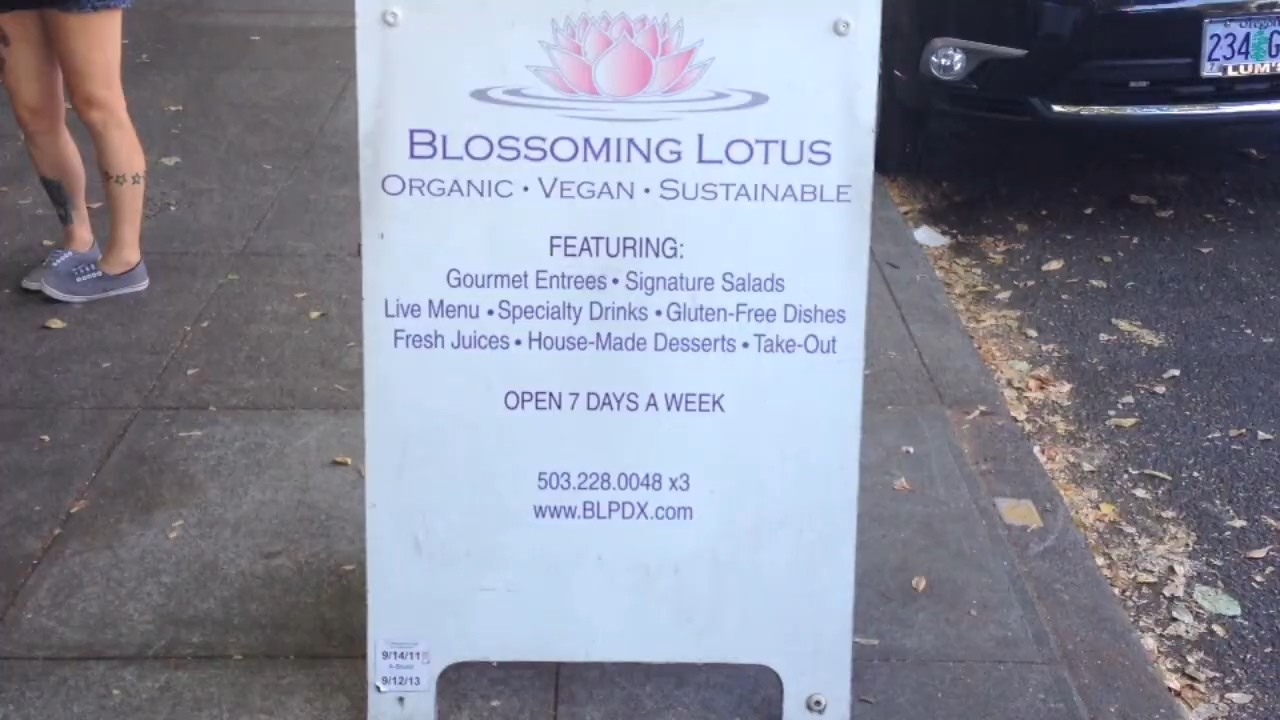 BLOSSOMING LOTUS
ORGANIC • VEGAN • SUSTAINABLE
FEATURING:
Gourmet Entrees • Signature Salads
Live Menu • Specialty Drinks • Gluten-Free Dishes
Fresh Juices • House-Made Desserts • Take-Out
OPEN 7 DAYS A WEEK
503.228.0048 x3
www.BLPDX.com
9/14/11
9/12/13
Oregon
234 G
LUM'S